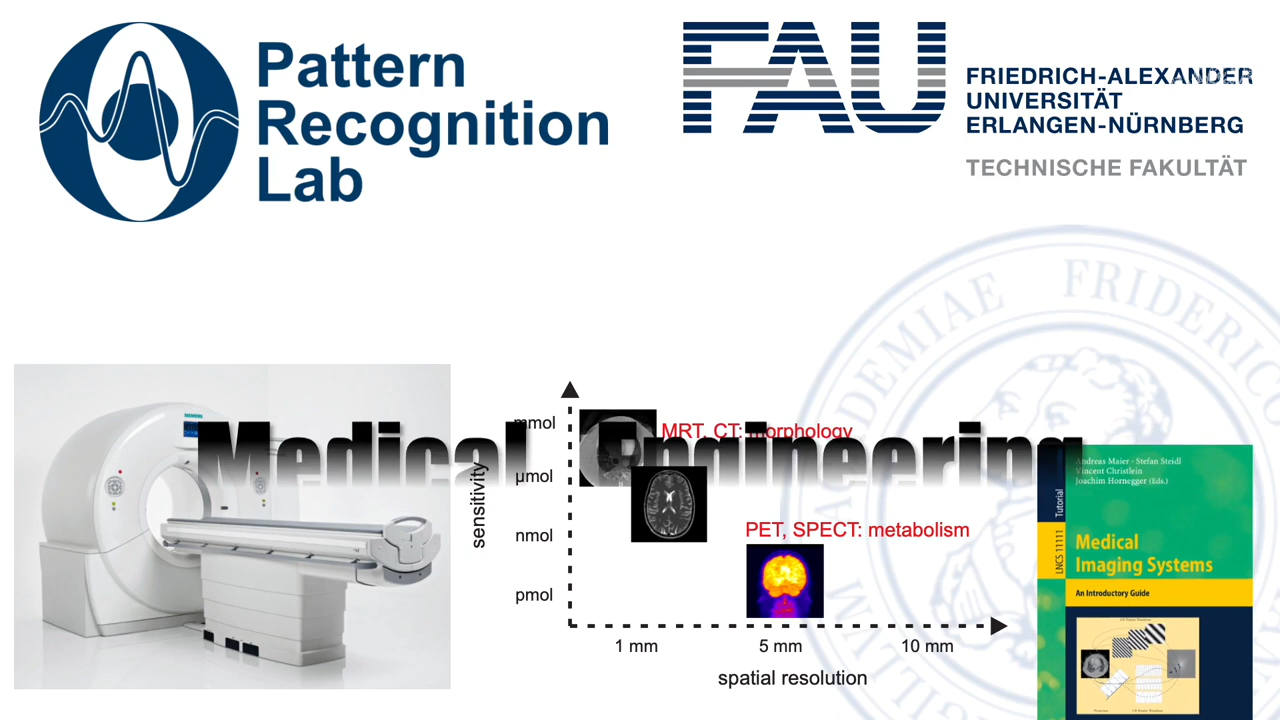 Pattern
Recognition
Lab
FAU
FRIEDRICH-ALEXANDER
UNIVERSITÄT
ERLANGEN-NÜRNBERG
TECHNISCHE FAKULTÄT
FRIDERICO
SIEMENS
Medical Engineering
sensitivity
mmol
µmol
nmol
pmol
MRT, CT: morphology
PET, SPECT: metabolism
1 mm
5 mm
10 mm
spatial resolution
Tutorial
LNCS 11111
Andreas Maier · Stefan Steidl
Vincent Christlein
Joachim Hornegger (Eds.)
Medical
Imaging Systems
An Introductory Guide